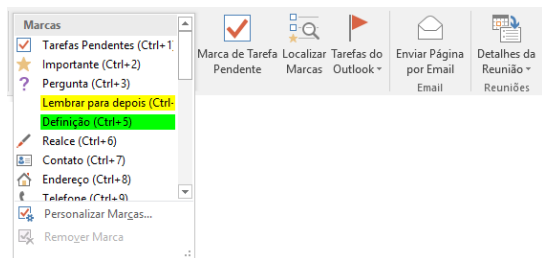 Marcas
Tarefas Pendentes (Ctrl+1
Importante (Ctrl+2)
Pergunta (Ctrl+3)
Lembrar para depois (Ctrl-
Definição (Ctrl+5)
Realce (Ctrl+6)
Contato (Ctrl+7)
Endereço (Ctrl+8)
Telefone (Ctrl+9)
Personalizar Marcas...
Remover Marca
Marca de Tarefa
Pendente
Localizar
Marcas
Tarefas do
Outlook
Enviar Página
por Email
Email
Detalhes da
Reunião
Reuniões